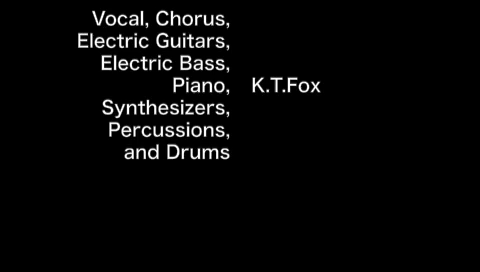 Vocal, Chorus,
Electric Guitars,
Electric Bass,
Piano, K.T.Fox
Synthesizers,
Percussions,
and Drums